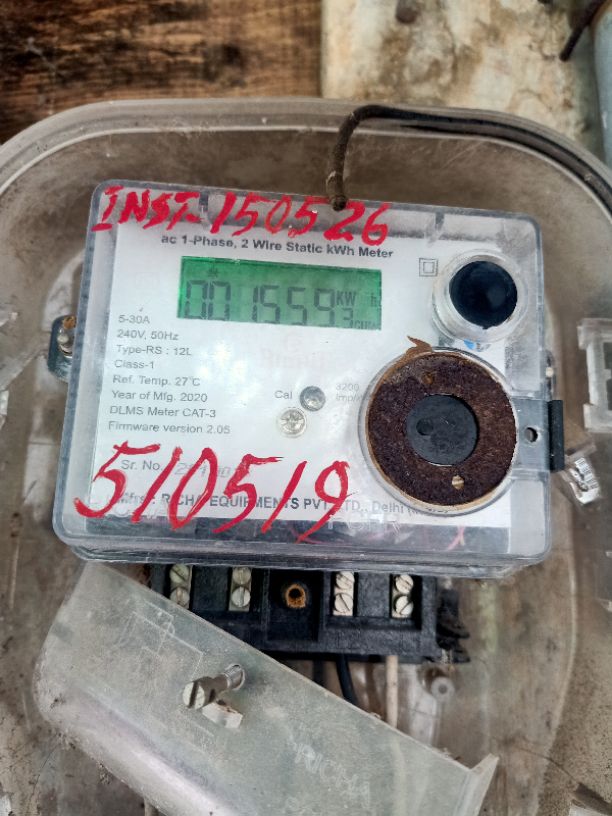 INST-150526
ac 1-Phase, 2 Wire Static kWh Meter
001559 KW h
3
5-30A
240V, 50Hz
Type-RS : 12L
Class-1
Ref. Temp. 27°C
Year of Mfg. 2020
DLMS Meter CAT-3
Firmware version 2.05
Cal
3200
Sr. No.
510519
EQUIPMENTS PVT. LTD., Delhi
RICHA